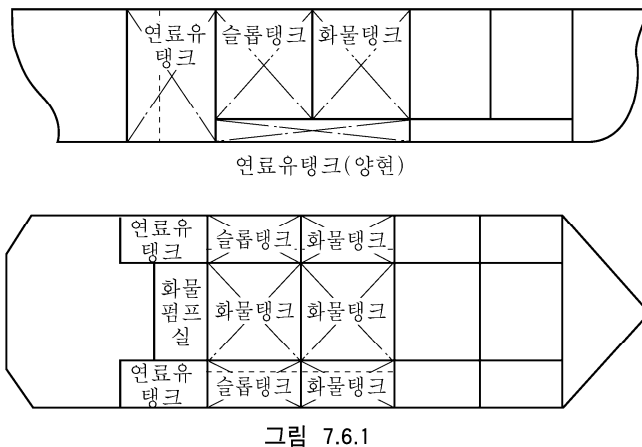 연료유
탱크
슬롭탱크
화물탱크
연료유탱크(양현)
연료유
탱크
슬롭탱크
화물탱크
화물
펌프
실
화물탱크
화물탱크
연료유
탱크
슬롭탱크
화물탱크
그림 7.6.1